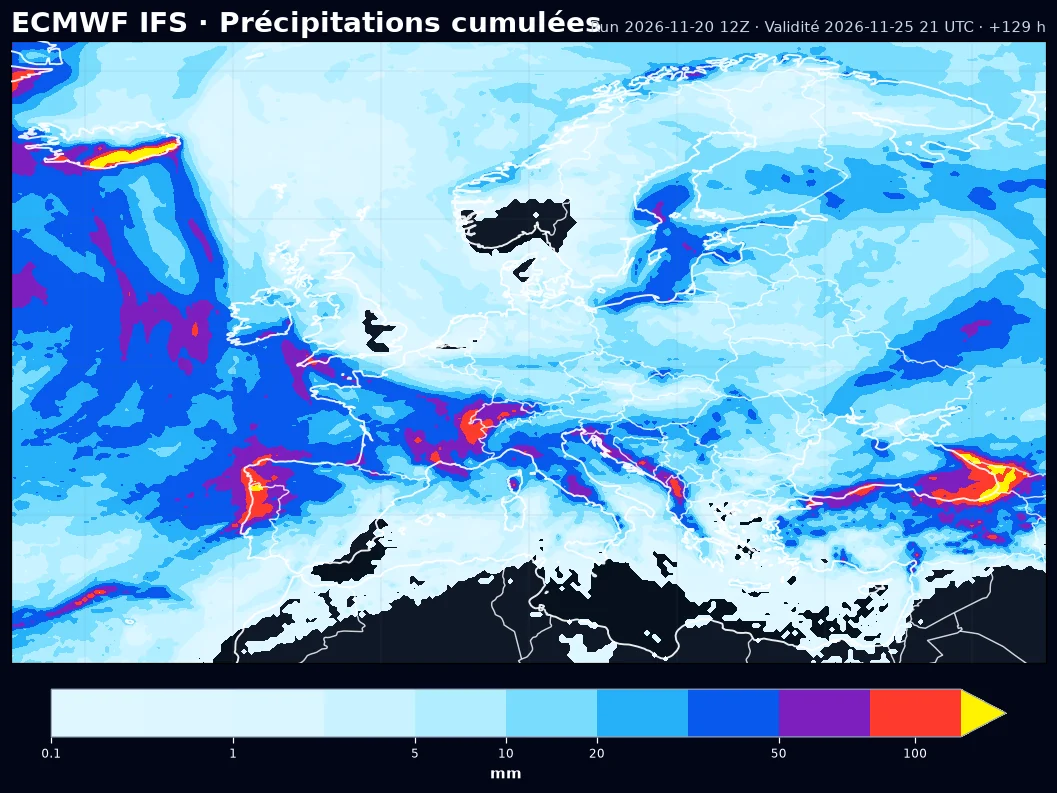 ECMWF IFS · Précipitations cumulées
Run 2026-11-20 12Z · Validité 2026-11-25 21 UTC · +129 h
0.1 1 5 10 20 50 100
mm